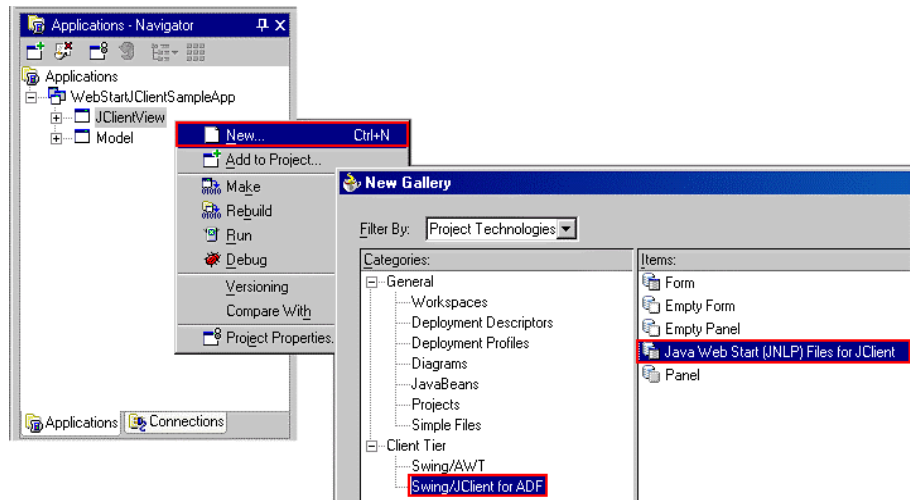 Applications - Navigator
Applications
WebStartJClientSampleApp
JClientView
Model
New... Ctrl+N
Add to Project...
Make
Rebuild
Run
Debug
Versioning
Compare With
Project Properties.
Applications Connections
New Gallery
Filter By: Project Technologies
Categories:
General
Workspaces
Deployment Descriptors
Deployment Profiles
Diagrams
JavaBeans
Projects
Simple Files
Client Tier
Swing/AWT
Swing/JClient for ADF
Items:
Form
Empty Form
Empty Panel
Java Web Start (JNLP) Files for JClient
Panel